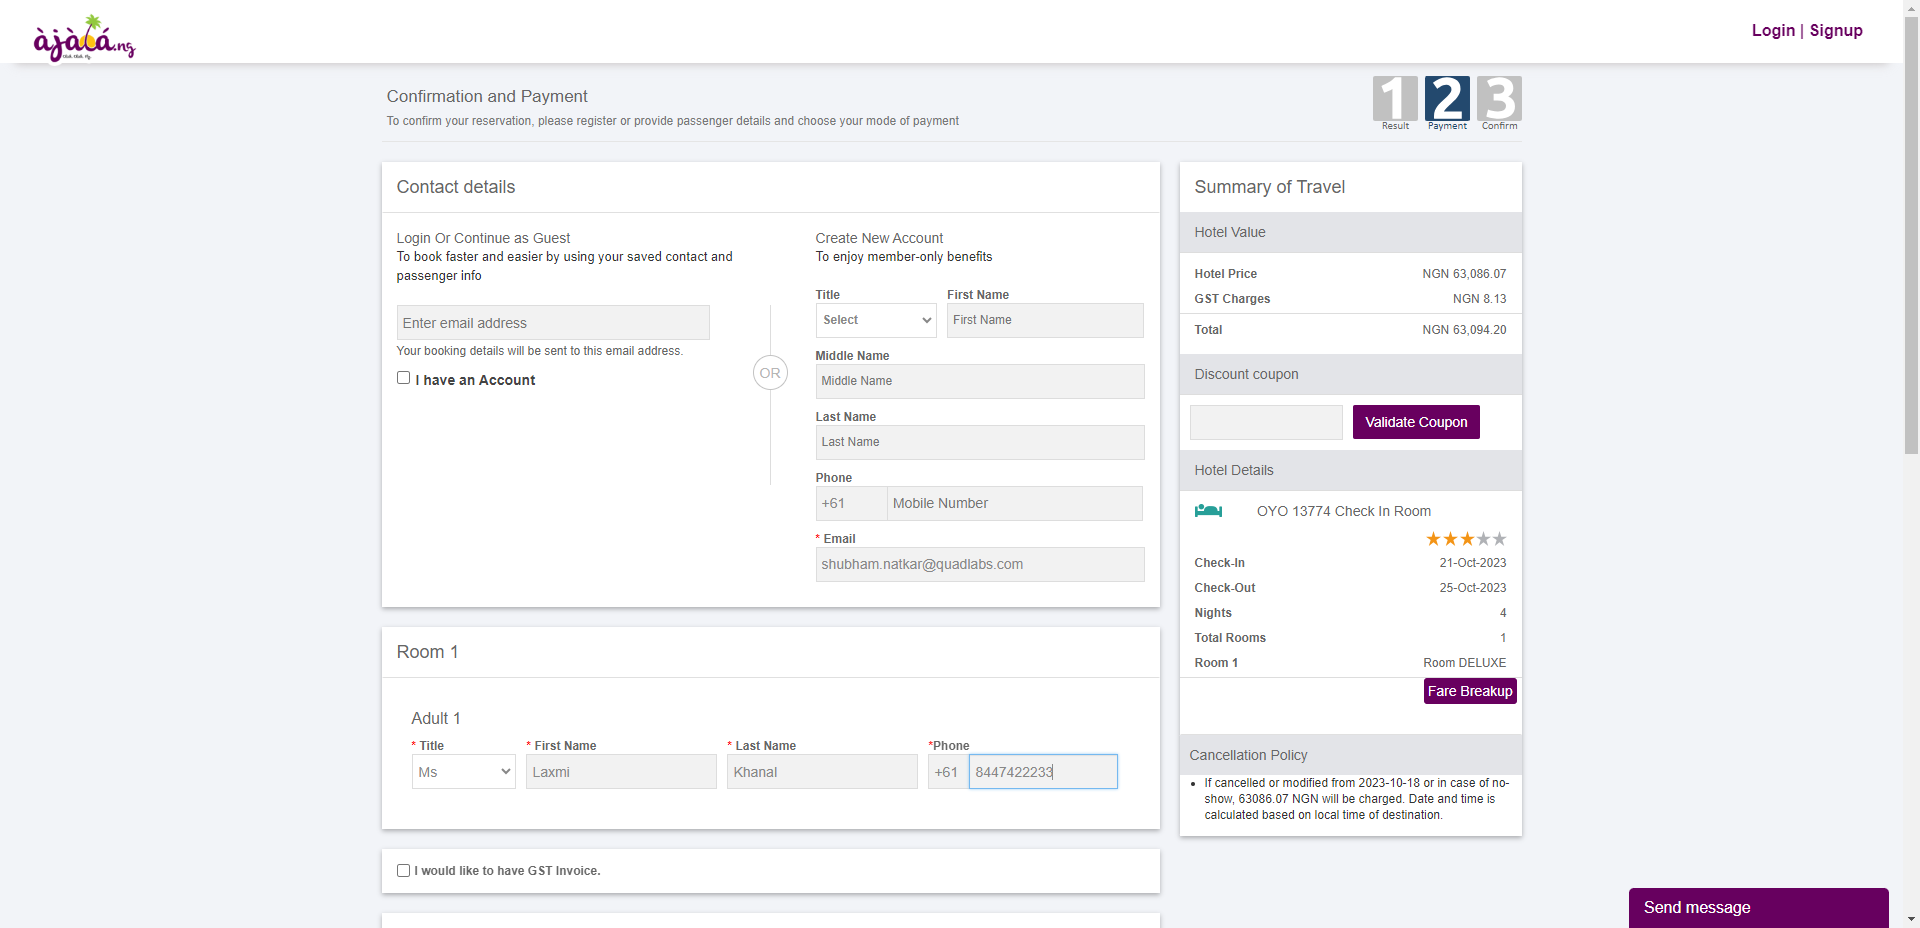 àjàlá.ng
Login | Signup
Confirmation and Payment
To confirm your reservation, please register or provide passenger details and choose your mode of payment
1 2 3
Result Payment Confirm
Contact details
Login Or Continue as Guest
To book faster and easier by using your saved contact and
passenger info
Enter email address
Your booking details will be sent to this email address.
I have an Account
OR
Create New Account
To enjoy member-only benefits
Title First Name
Select First Name
Middle Name
Middle Name
Last Name
Last Name
Phone
+61 Mobile Number
* Email
shubham.natkar@quadlabs.com
Room 1
Adult 1
* Title * First Name * Last Name *Phone
Ms Laxmi Khanal +61 8447422233
I would like to have GST Invoice.
Summary of Travel
Hotel Value
Hotel Price NGN 63,086.07
GST Charges NGN 8.13
Total NGN 63,094.20
Discount coupon
Validate Coupon
Hotel Details
OYO 13774 Check In Room
Check-In 21-Oct-2023
Check-Out 25-Oct-2023
Nights 4
Total Rooms 1
Room 1 Room DELUXE
Fare Breakup
Cancellation Policy
• If cancelled or modified from 2023-10-18 or in case of no-
show, 63086.07 NGN will be charged. Date and time is
calculated based on local time of destination.
Send message